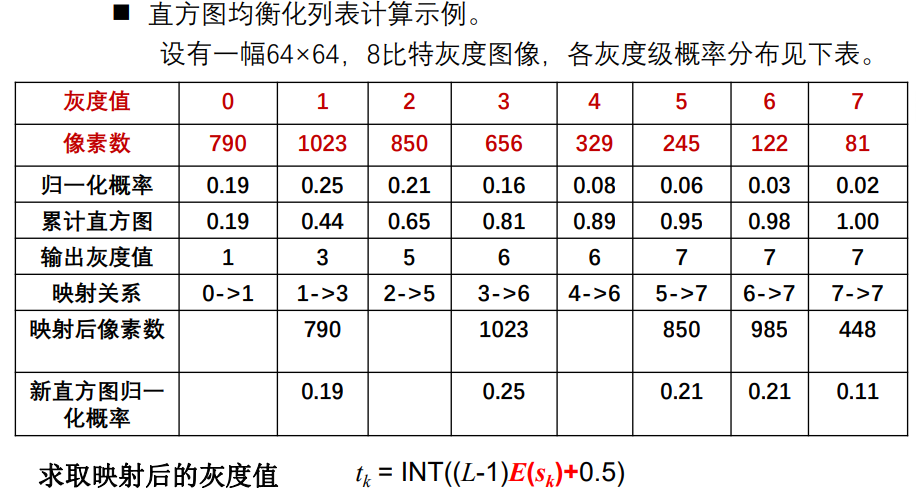 ■ 直方图均衡化列表计算示例。
设有一幅64×64，8比特灰度图像，各灰度级概率分布见下表。
灰度值 0 1 2 3 4 5 6 7
像素数 790 1023 850 656 329 245 122 81
归一化概率 0.19 0.25 0.21 0.16 0.08 0.06 0.03 0.02
累计直方图 0.19 0.44 0.65 0.81 0.89 0.95 0.98 1.00
输出灰度值 1 3 5 6 6 7 7 7
映射关系 0->1 1->3 2->5 3->6 4->6 5->7 6->7 7->7
映射后像素数 790 1023 850 985 448
新直方图归一 0.19 0.25 0.21 0.21 0.11
化概率
求取映射后的灰度值 tk = INT((L-1)E(sk)+0.5)